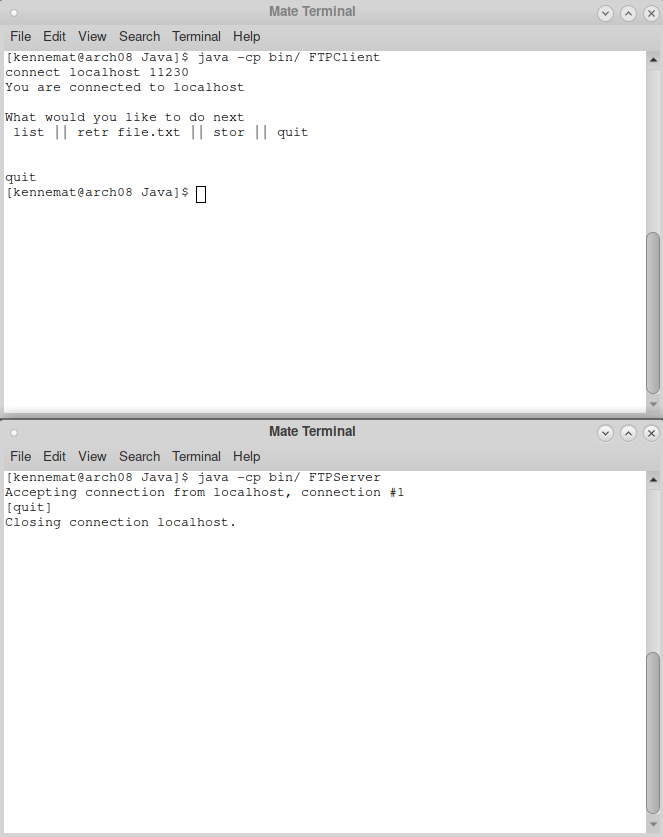 Mate Terminal
File Edit View Search Terminal Help
[kennemat@arch08 Java]$ java -cp bin/ FTPClient
connect localhost 11230
You are connected to localhost
What would you like to do next
list || retr file.txt || stor || quit
quit
[kennemat@arch08 Java]$
Mate Terminal
File Edit View Search Terminal Help
[kennemat@arch08 Java]$ java -cp bin/ FTPServer
Accepting connection from localhost, connection #1
[quit]
Closing connection localhost.